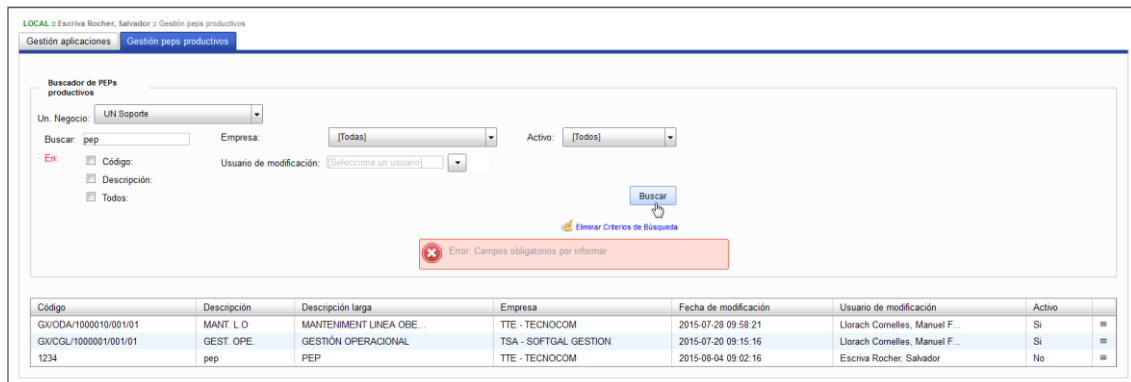 LOCAL :: Escriva Rocher, Salvador :: Gestión peps productivos
Gestión aplicaciones Gestión peps productivos
Buscador de PEPs
productivos
Un. Negocio: UN Soporte
Buscar: pep Empresa: [Todas] Activo: [Todos]
En: Código: Usuario de modificación: [Selecciona un usuario]
Descripción:
Todos:
Buscar
Eliminar Criterios de Búsqueda
Error: Campos obligatorios por informar
Código Descripción Descripción larga Empresa Fecha de modificación Usuario de modificación Activo
GX/ODA/1000010/001/01 MANT. L.O MANTENIMENT LINEA OBE... TTE - TECNOCOM 2015-07-28 09:58:21 Llorach Cornelles, Manuel F... Si
GX/CGL/1000001/001/01 GEST. OPE. GESTIÓN OPERACIONAL TSA - SOFTGAL GESTION 2015-07-20 09:15:16 Llorach Cornelles, Manuel F... Si
1234 pep PEP TTE - TECNOCOM 2015-08-04 09:02:16 Escriva Rocher, Salvador No